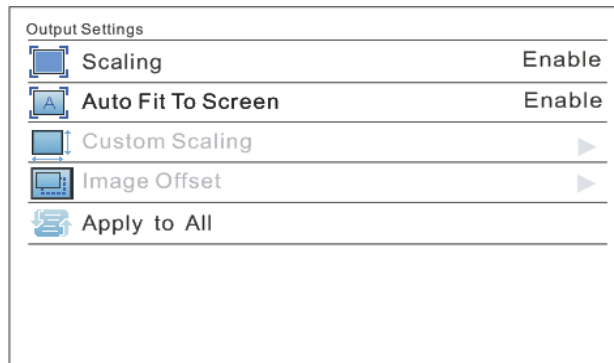 Output Settings
Scaling Enable
Auto Fit To Screen Enable
Custom Scaling
Image Offset
Apply to All